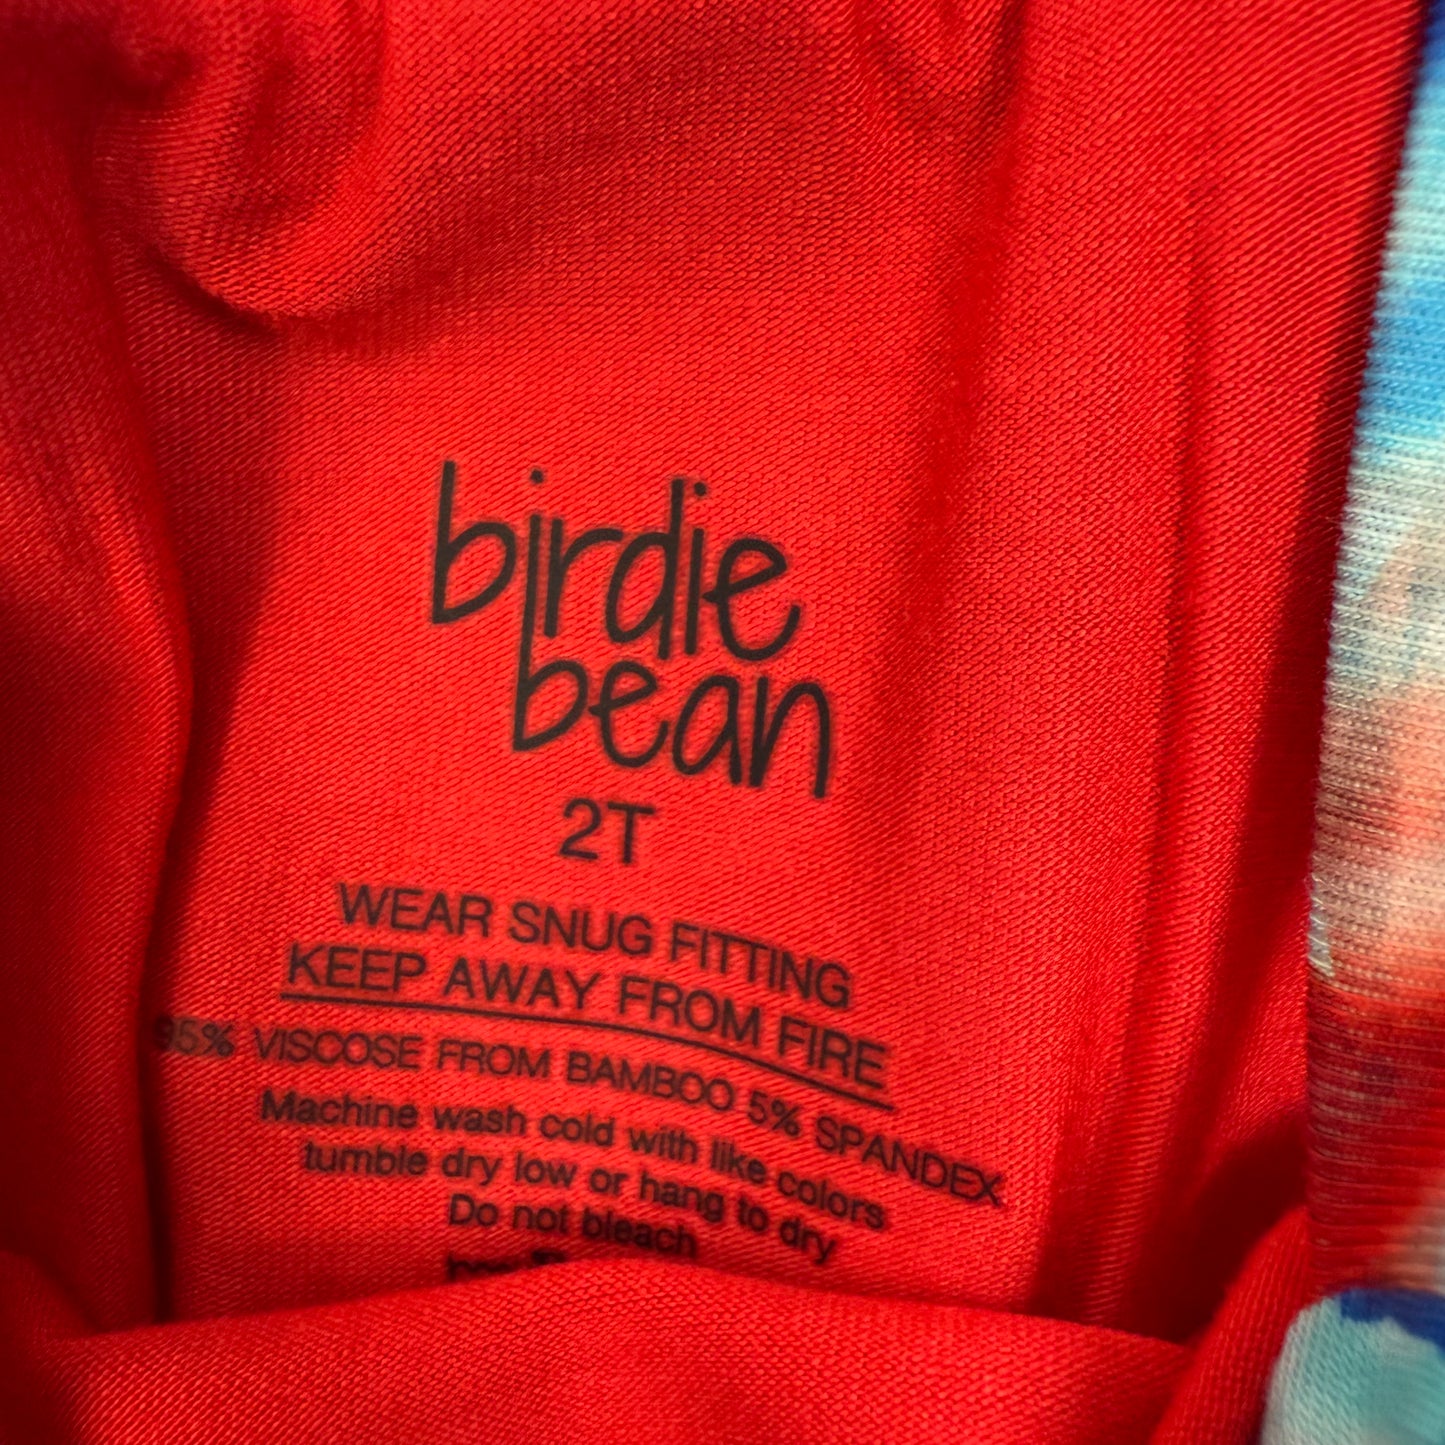 birdie
bean
2T
WEAR SNUG FITTING
KEEP AWAY FROM FIRE
95% VISCOSE FROM BAMBOO 5% SPANDEX
Machine wash cold with like colors
tumble dry low or hang to dry
Do not bleach